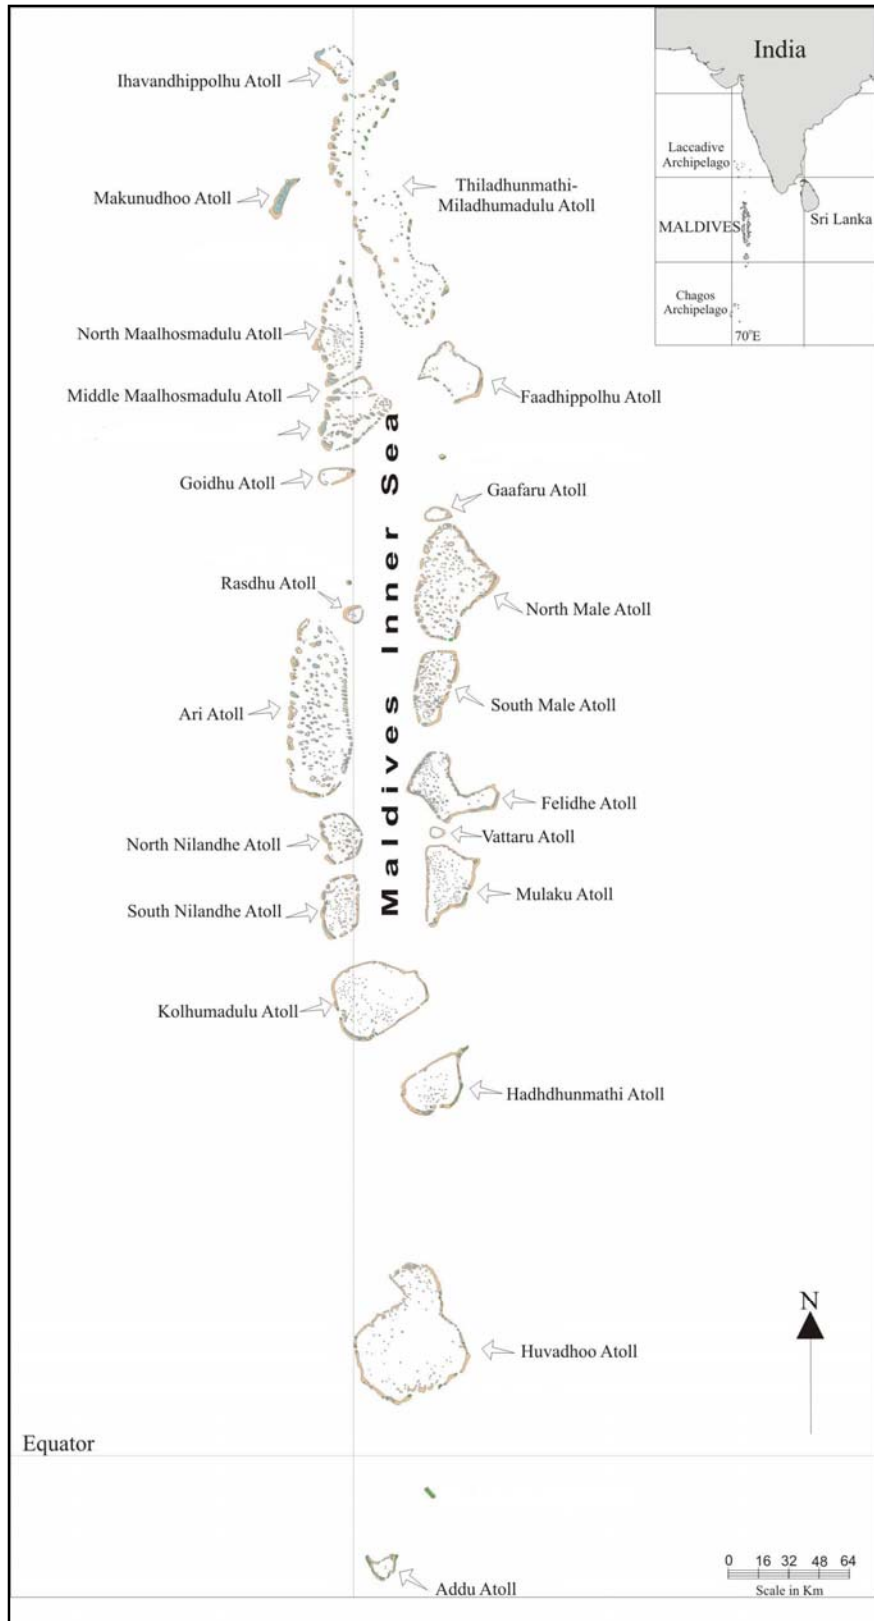 India
Ihavandhippolhu Atoll
Laccadive
Archipelago
Thiladhunmathi-
Miladhumadulu Atoll
Makunudhoo Atoll
Sri Lanka
MALDIVES
Chagos
Archipelago
70°E
North Maalhosmadulu Atoll
Middle Maalhosmadulu Atoll
Faadhippolhu Atoll
Goidhu Atoll
Gaafaru Atoll
Rasdhu Atoll
North Male Atoll
Maldives Inner Sea
South Male Atoll
Ari Atoll
Felidhe Atoll
Vattaru Atoll
North Nilandhe Atoll
Mulaku Atoll
South Nilandhe Atoll
Kolhumadulu Atoll
Hadhdhunmathi Atoll
N
Huvadhoo Atoll
Equator
0 16 32 48 64
Scale in Km
Addu Atoll